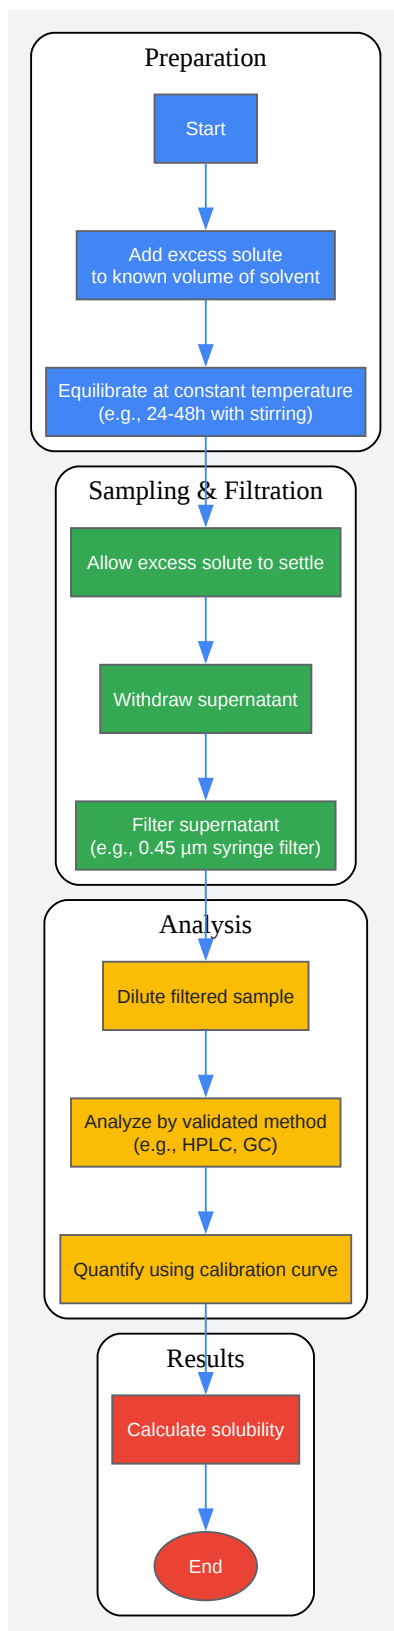 Preparation
Start
Add excess solute
to known volume of solvent
Equilibrate at constant temperature
(e.g., 24-48h with stirring)
Sampling & Filtration
Allow excess solute to settle
Withdraw supernatant
Filter supernatant
(e.g., 0.45 µm syringe filter)
Analysis
Dilute filtered sample
Analyze by validated method
(e.g., HPLC, GC)
Quantify using calibration curve
Results
Calculate solubility
End